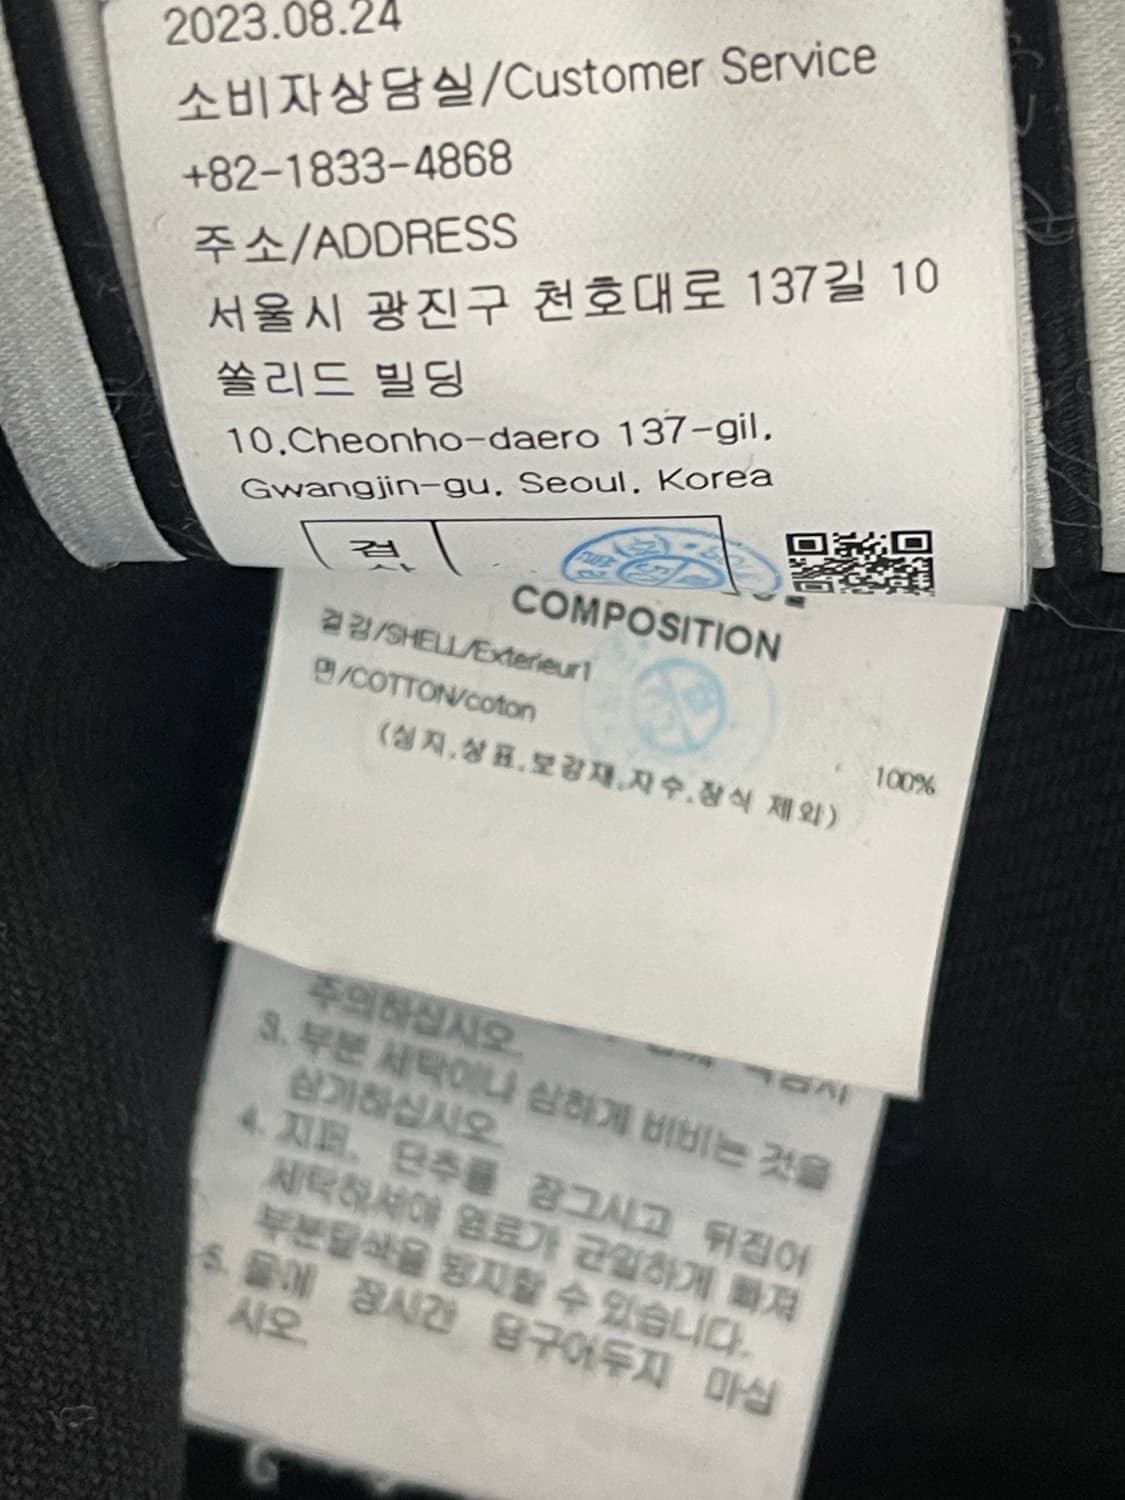 2023.08.24
소비자상담실/Customer Service
+82-1833-4868
주소/ADDRESS
서울시 광진구 천호대로 137길 10
쏠리드 빌딩
10,Cheonho-daero 137-gil,
Gwangjin-gu, Seoul, Korea
검
COMPOSITION
겉감/SHELL/Exterieur1
면/COTTON/coton
100%
(심지,상표,보강재,자수,장식 제외)
주의하십시오.
3. 부분 세탁이나 심하게 비비는 것을
삼가하십시오
4. 지퍼, 단추를 잠그시고 뒤집어
세탁하셔야 염료가 균일하게 빠져
부분탈색을 방지할 수 있습니다.
5. 물에 장시간 담구어두지 마십
시오